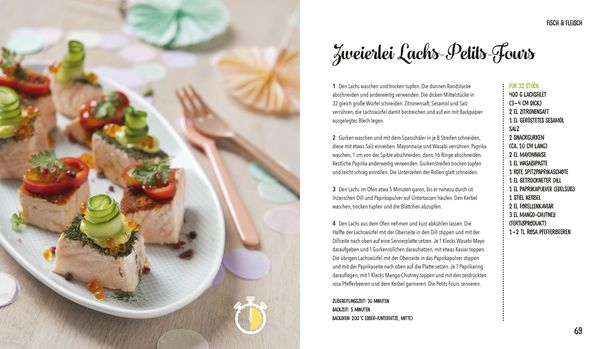 FISCH & FLEISCH
Zweierlei Lachs-Petits-Fours
1 Den Lachs waschen und trocken tupfen. Die dünnen Randstücke
abschneiden und anderweitig verwenden. Die dicken Mittelstücke in
32 gleich große Würfel schneiden. Zitronensaft, Sesamöl und Salz
verrühren, die Lachswürfel damit bestreichen und auf ein mit Backpapier
ausgelegtes Blech legen.
2 Gurken waschen und mit dem Sparschäler in je 8 Streifen schneiden,
diese mit etwas Salz einreiben. Mayonnaise und Wasabi verrühren. Paprika
waschen, 1 cm von der Spitze abschneiden, dann 16 Ringe abschneiden.
Restliche Paprika anderweitig verwenden. Gurkenstreifen trocken tupfen
und leicht schräg einrollen. Die Unterseiten der Rollen glatt schneiden.
3 Den Lachs im Ofen etwa 5 Minuten garen, bis er nahezu durch ist.
Inzwischen Dill und Paprikapulver auf Untertassen häufen. Den Kerbel
waschen, trocken tupfen und die Blättchen abzupfen.
4 Den Lachs aus dem Ofen nehmen und kurz abkühlen lassen. Die
Hälfte der Lachswürfel mit der Oberseite in den Dill stippen und mit der
Dillseite nach oben auf eine Servierplatte setzen. Je 1 Klecks Wasabi-Mayo
daraufgeben und 1 Gurkenröllchen daraufsetzen, mit etwas Kaviar toppen.
Die übrigen Lachswürfel mit der Oberseite in das Paprikapulver stippen
und mit der Paprikaseite nach oben auf die Platte setzen. Je 1 Paprikaring
darauflegen, mit 1 Klecks Mango-Chutney toppen und mit den zerdrückten
rosa Pfefferbeeren und dem Kerbel garnieren. Die Petits Fours servieren.
ZUBEREITUNGSZEIT: 30 MINUTEN
BACKZEIT: 5 MINUTEN
BACKOFEN: 200 °C (OBER-/UNTERHITZE, MITTE)
FÜR 32 STÜCK
400 G LACHSFILET
(3–4 CM DICK)
2 EL ZITRONENSAFT
1 EL GERÖSTETES SESAMÖL
SALZ
2 SNACKGURKEN
(CA. 10 CM LANG)
2 EL MAYONNAISE
1 ROTE SPITZPAPRIKASCHOTE
1 EL GETROCKNETER DILL
1 EL PAPRIKAPULVER (EDELSÜSS)
1 STIEL KERBEL
2 EL FORELLENKAVIAR
3 EL MANGO-CHUTNEY
(FERTIGPRODUKT)
1–2 TL ROSA PFEFFERBEEREN
69